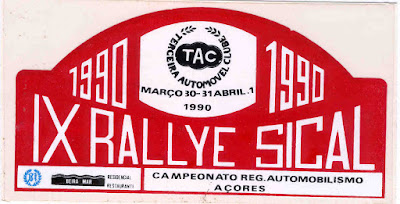 TAC
TERCEIRA AUTOMOVEL CLUBE
MARÇO 30-31 ABRIL.1
1990
1990
1990
IX RALLYE SICAL
BEIRA MAR
RESIDENCIAL
RESTAURANTE
CAMPEONATO REG. AUTOMOBILISMO
AÇORES